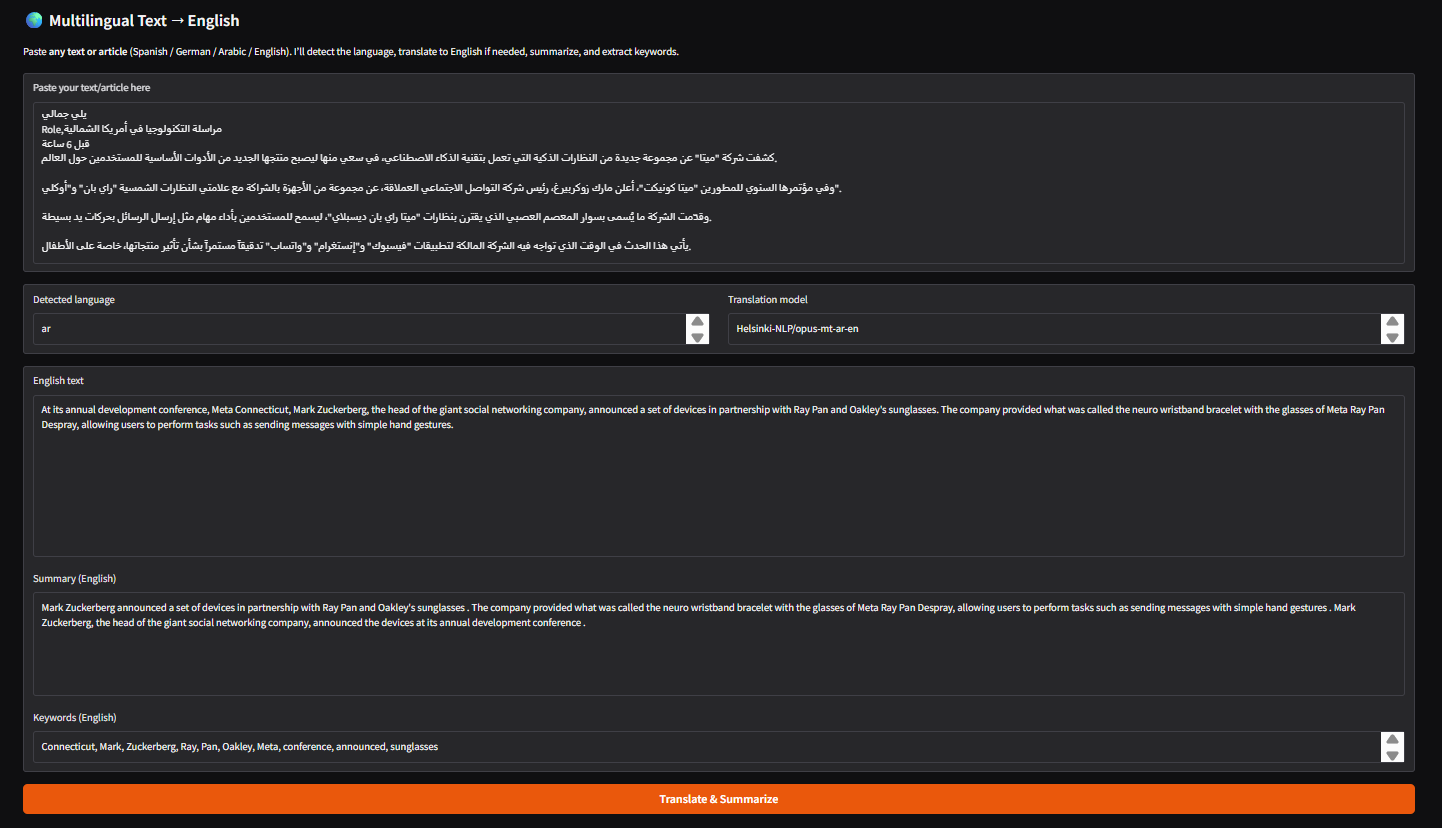 🌍 Multilingual Text → English
Paste any text or article (Spanish / German / Arabic / English). I'll detect the language, translate to English if needed, summarize, and extract keywords.
Paste your text/article here
يلي جمالي
Role,مراسلة التكنولوجيا في أمريكا الشمالية
قبل 6 ساعة
كشفت شركة "ميتا" عن مجموعة جديدة من النظارات الذكية التي تعمل بتقنية الذكاء الاصطناعي، في سعي منها ليصبح منتجها الجديد من الأدوات الأساسية للمستخدمين حول العالم.
وفي مؤتمرها السنوي للمطورين "ميتا كونيكت"، أعلن مارك زوكربيرغ، رئيس شركة التواصل الاجتماعي العملاقة، عن مجموعة من الأجهزة بالشراكة مع علامتي النظارات الشمسية "راي بان" و"أوكلي".
وقدّمت الشركة ما يُسمى بسوار المعصم العصبي الذي يقترن بنظارات "ميتا راي بان ديسبلاي"، ليسمح للمستخدمين بأداء مهام مثل إرسال الرسائل بحركات يد بسيطة.
يأتي هذا الحدث في الوقت الذي تواجه فيه الشركة المالكة لتطبيقات "فيسبوك" و"إنستغرام" و"واتساب" تدقيقاً مستمراً بشأن تأثير منتجاتها، خاصة على الأطفال.
Detected language
Translation model
ar
Helsinki-NLP/opus-mt-ar-en
English text
At its annual development conference, Meta Connecticut, Mark Zuckerberg, the head of the giant social networking company, announced a set of devices in partnership with Ray Pan and Oakley's sunglasses. The company provided what was called the neuro wristband bracelet with the glasses of Meta Ray Pan
Despray, allowing users to perform tasks such as sending messages with simple hand gestures.
Summary (English)
Mark Zuckerberg announced a set of devices in partnership with Ray Pan and Oakley's sunglasses . The company provided what was called the neuro wristband bracelet with the glasses of Meta Ray Pan Despray, allowing users to perform tasks such as sending messages with simple hand gestures . Mark
Zuckerberg, the head of the giant social networking company, announced the devices at its annual development conference .
Keywords (English)
Connecticut, Mark, Zuckerberg, Ray, Pan, Oakley, Meta, conference, announced, sunglasses
Translate & Summarize